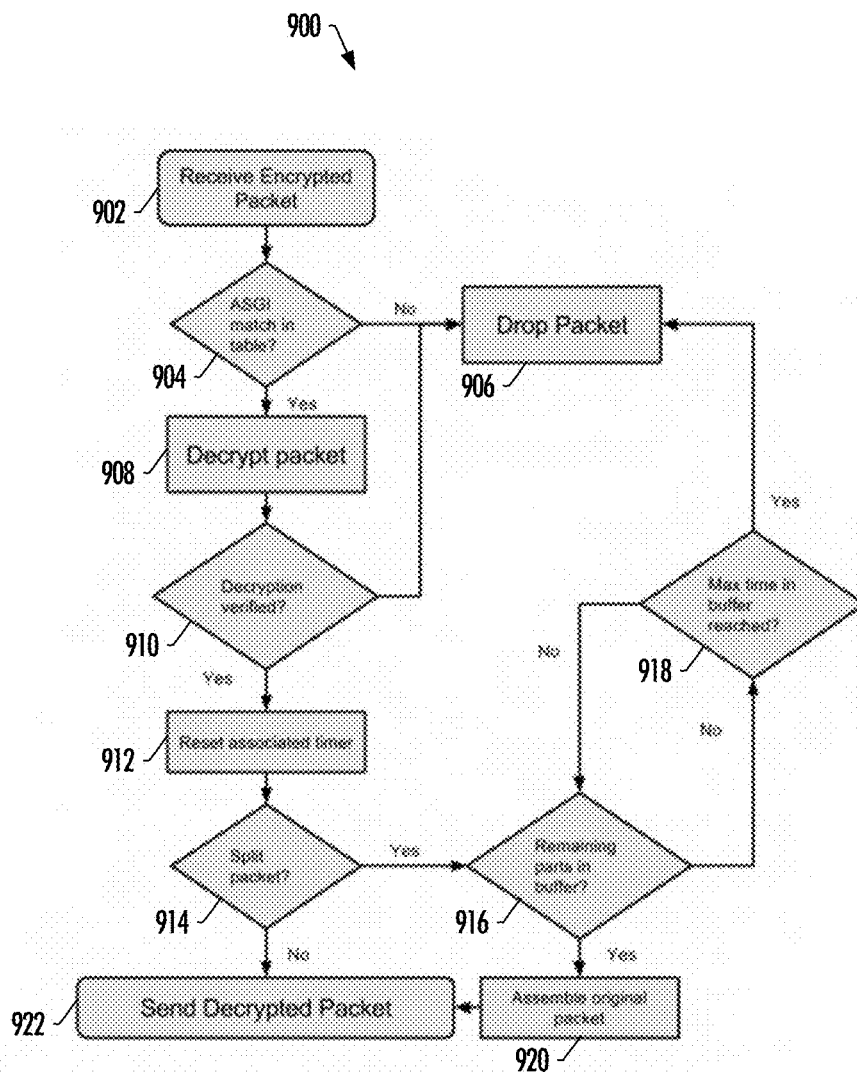 900
Receive Encrypted
Packet
902
ASGI
match in
table?
904
No
Drop Packet
906
Yes
Decrypt packet
908
Decryption
verified?
910
Yes
Max time in
buffer
reached?
918
Yes
No
No
Reset associated timer
912
Split
packet?
914
Yes
Remaining
parts in
buffer?
916
No
Yes
Send Decrypted Packet
922
Assemble original
packet
920